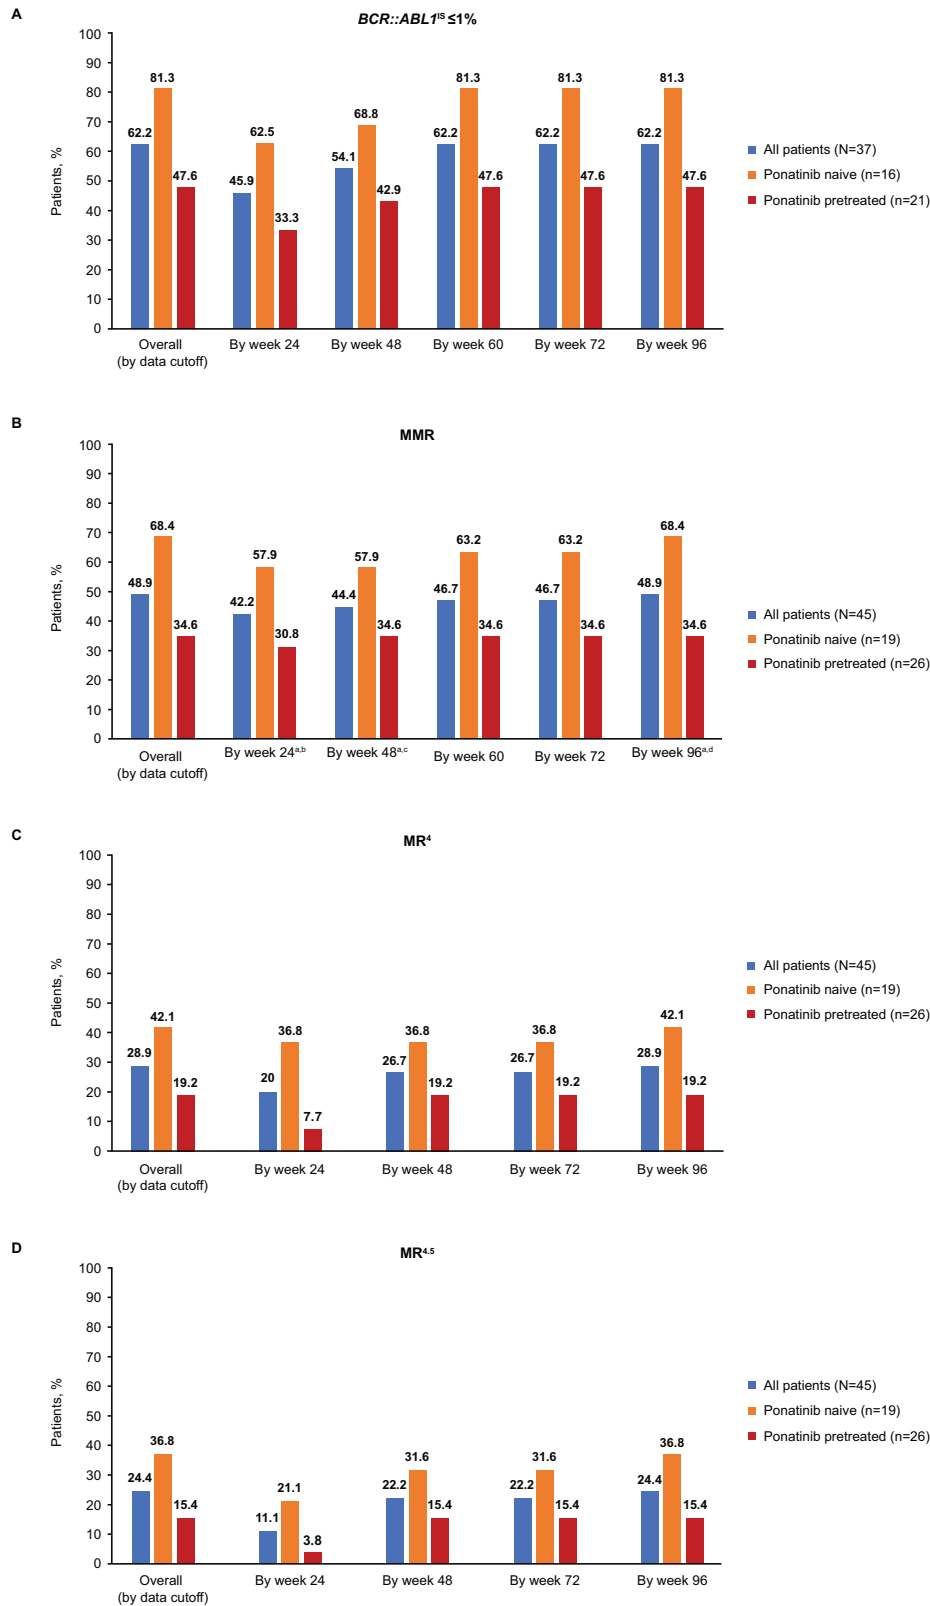 A
BCR::ABL1IS ≤1%
100
90
80
70
60
50
40
30
20
10
0
Patients, %
62.2
81.3
47.6
45.9
62.5
33.3
54.1
68.8
42.9
62.2
81.3
47.6
62.2
81.3
47.6
62.2
81.3
47.6
Overall
(by data cutoff)
By week 24
By week 48
By week 60
By week 72
By week 96
All patients (N=37)
Ponatinib naive (n=16)
Ponatinib pretreated (n=21)
B
MMR
100
90
80
70
60
50
40
30
20
10
0
Patients, %
48.9
68.4
34.6
42.2
57.9
30.8
44.4
57.9
34.6
46.7
63.2
34.6
46.7
63.2
34.6
48.9
68.4
34.6
Overall
(by data cutoff)
By week 24a,b
By week 48a,c
By week 60
By week 72
By week 96a,d
All patients (N=45)
Ponatinib naive (n=19)
Ponatinib pretreated (n=26)
C
MR4
100
90
80
70
60
50
40
30
20
10
0
Patients, %
28.9
42.1
19.2
20
36.8
7.7
26.7
36.8
19.2
26.7
36.8
19.2
28.9
42.1
19.2
Overall
(by data cutoff)
By week 24
By week 48
By week 72
By week 96
All patients (N=45)
Ponatinib naive (n=19)
Ponatinib pretreated (n=26)
D
MR4.5
100
90
80
70
60
50
40
30
20
10
0
Patients, %
24.4
36.8
15.4
11.1
21.1
3.8
22.2
31.6
15.4
22.2
31.6
15.4
24.4
36.8
15.4
Overall
(by data cutoff)
By week 24
By week 48
By week 72
By week 96
All patients (N=45)
Ponatinib naive (n=19)
Ponatinib pretreated (n=26)